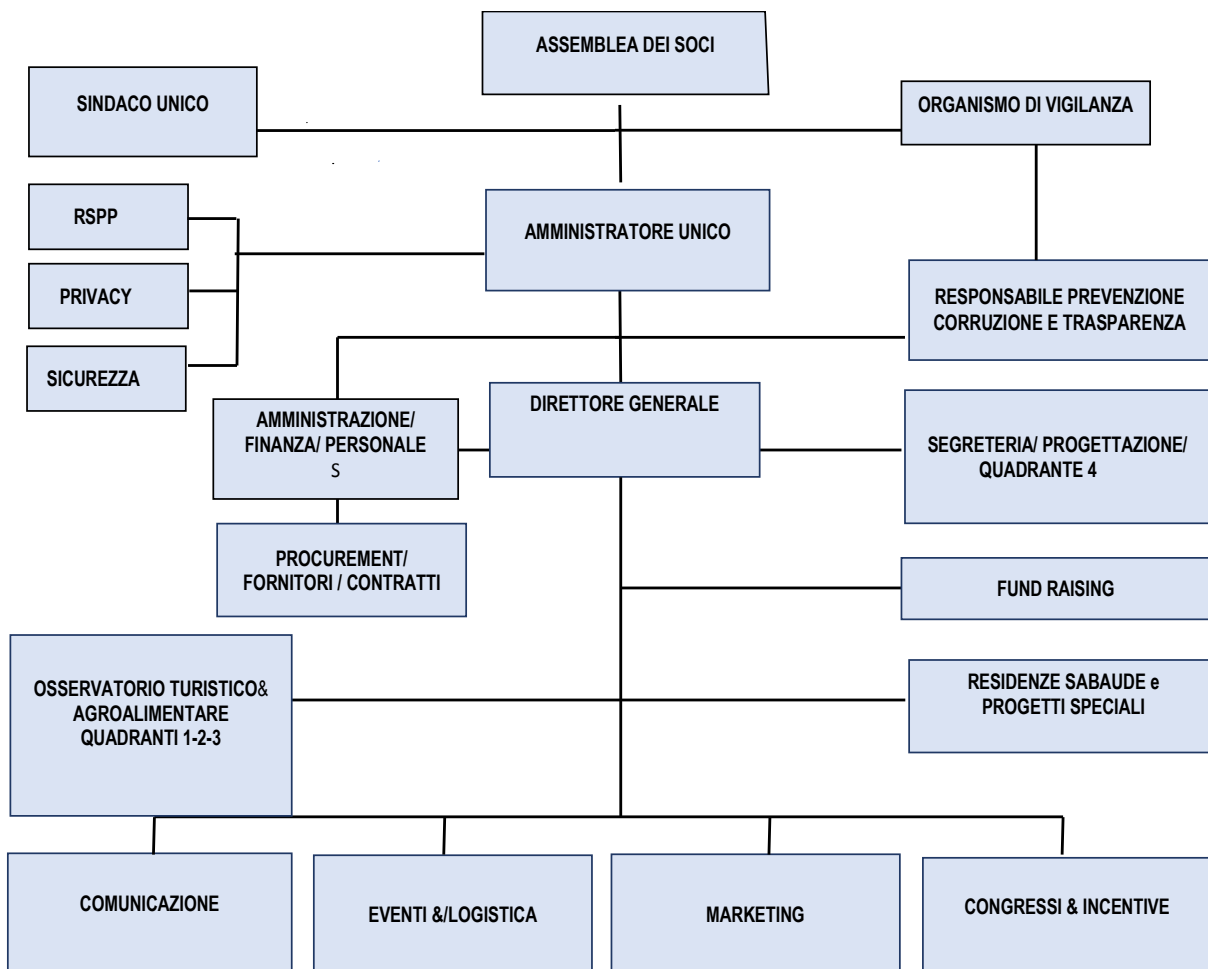 ASSEMBLEA DEI SOCI
SINDACO UNICO
ORGANISMO DI VIGILANZA
RSPP
AMMINISTRATORE UNICO
PRIVACY
RESPONSABILE PREVENZIONE
CORRUZIONE E TRASPARENZA
SICUREZZA
DIRETTORE GENERALE
AMMINISTRAZIONE/
FINANZA/ PERSONALE
S
SEGRETERIA/ PROGETTAZIONE/
QUADRANTE 4
PROCUREMENT/
FORNITORI / CONTRATTI
FUND RAISING
OSSERVATORIO TURISTICO&
AGROALIMENTARE
QUADRANTI 1-2-3
RESIDENZE SABAUDE e
PROGETTI SPECIALI
COMUNICAZIONE
EVENTI &/LOGISTICA
MARKETING
CONGRESSI & INCENTIVE